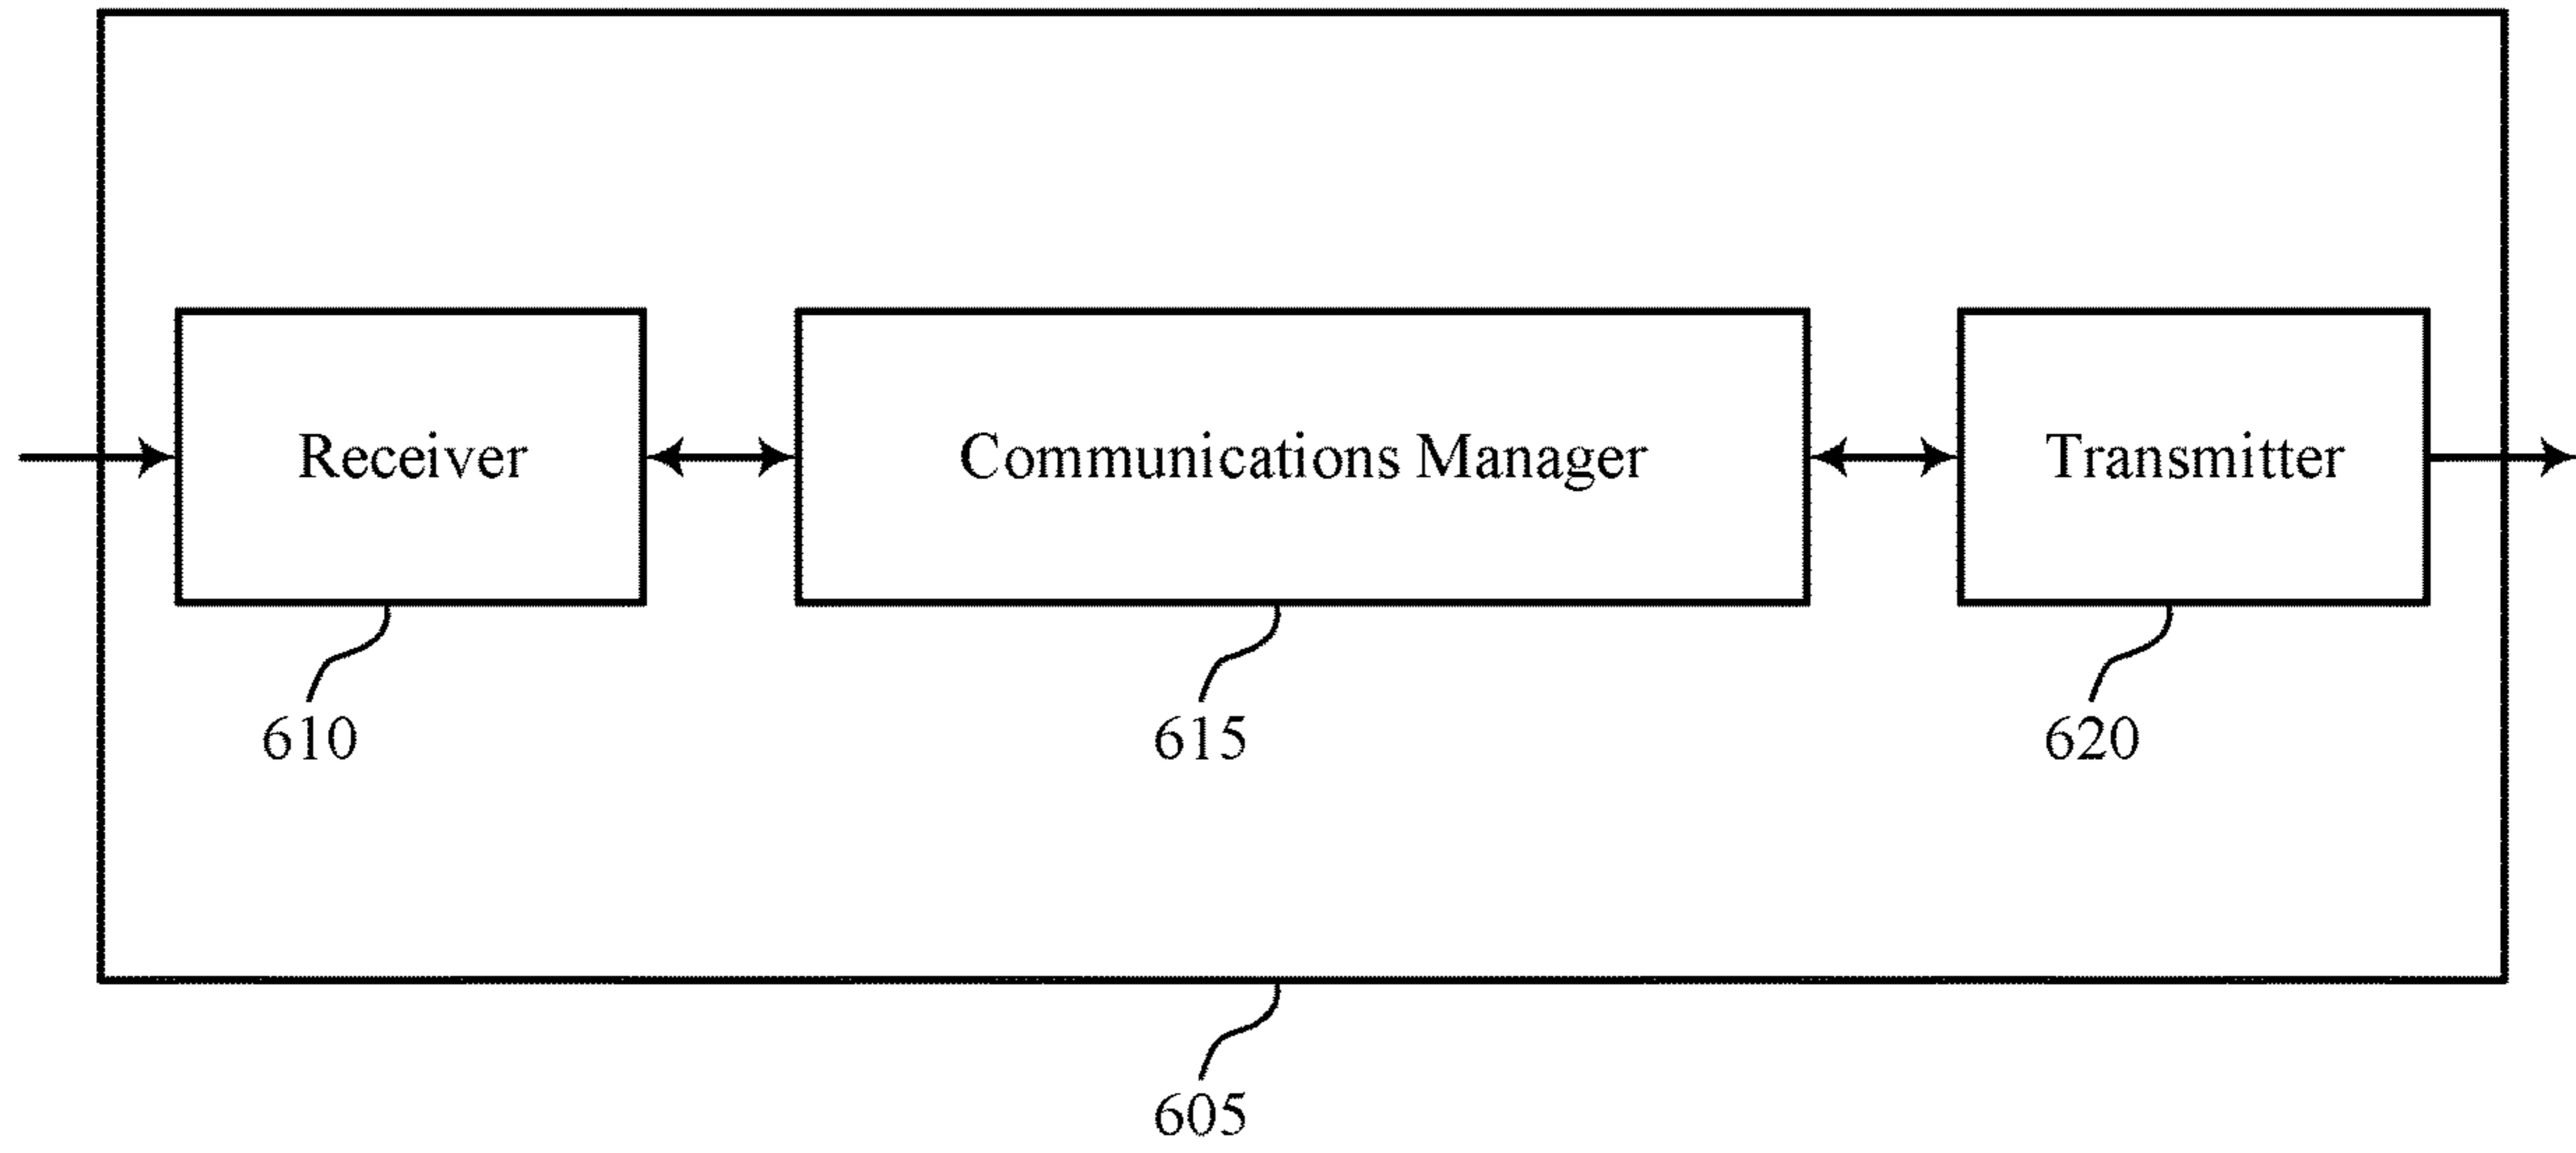 Receiver
Communications Manager
Transmitter
610
615
620
605